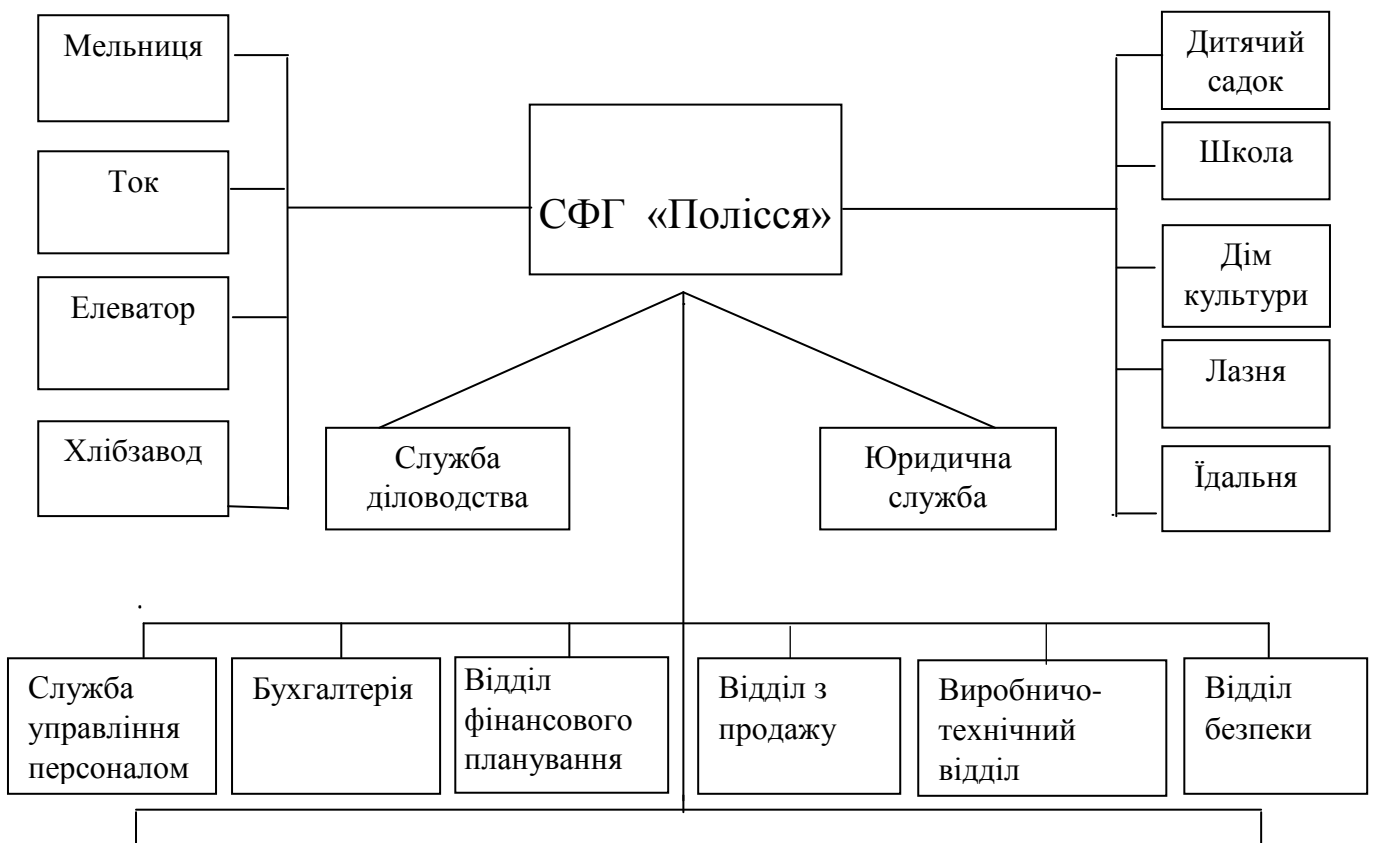 Мельниця
Ток
Елеватор
Хлібзавод
СФГ «Полісся»
Дитячий
садок
Школа
Дім
культури
Лазня
Їдальня
Служба
діловодства
Юридична
служба
Служба
управління
персоналом
Бухгалтерія
Відділ
фінансового
планування
Відділ з
продажу
Виробничо-
технічний
відділ
Відділ
безпеки